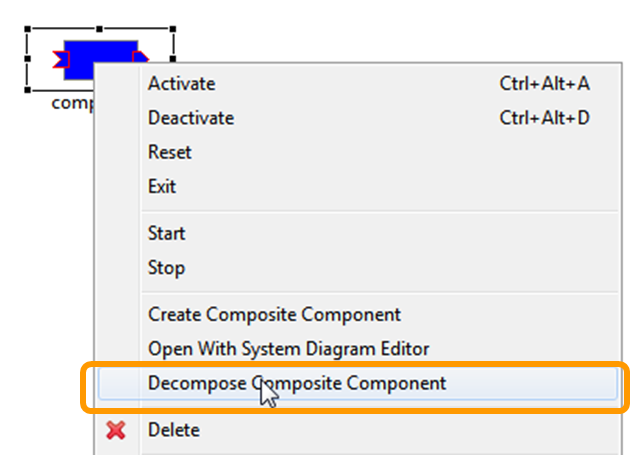 Activate Ctrl+Alt+A
comp
Deactivate Ctrl+Alt+D
Reset
Exit
Start
Stop
Create Composite Component
Open With System Diagram Editor
Decompose Composite Component
Delete